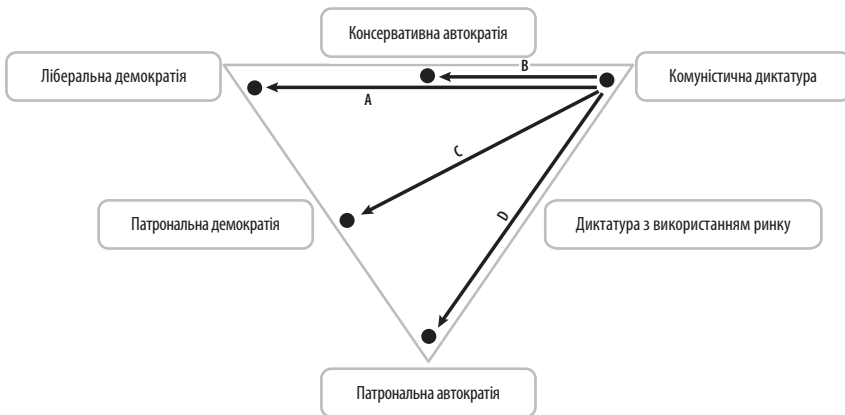 Консервативна автократія
Ліберальна демократія
Комуністична диктатура
B
A
C
Патрональна демократія
D
Диктатура з використанням ринку
Патрональна автократія